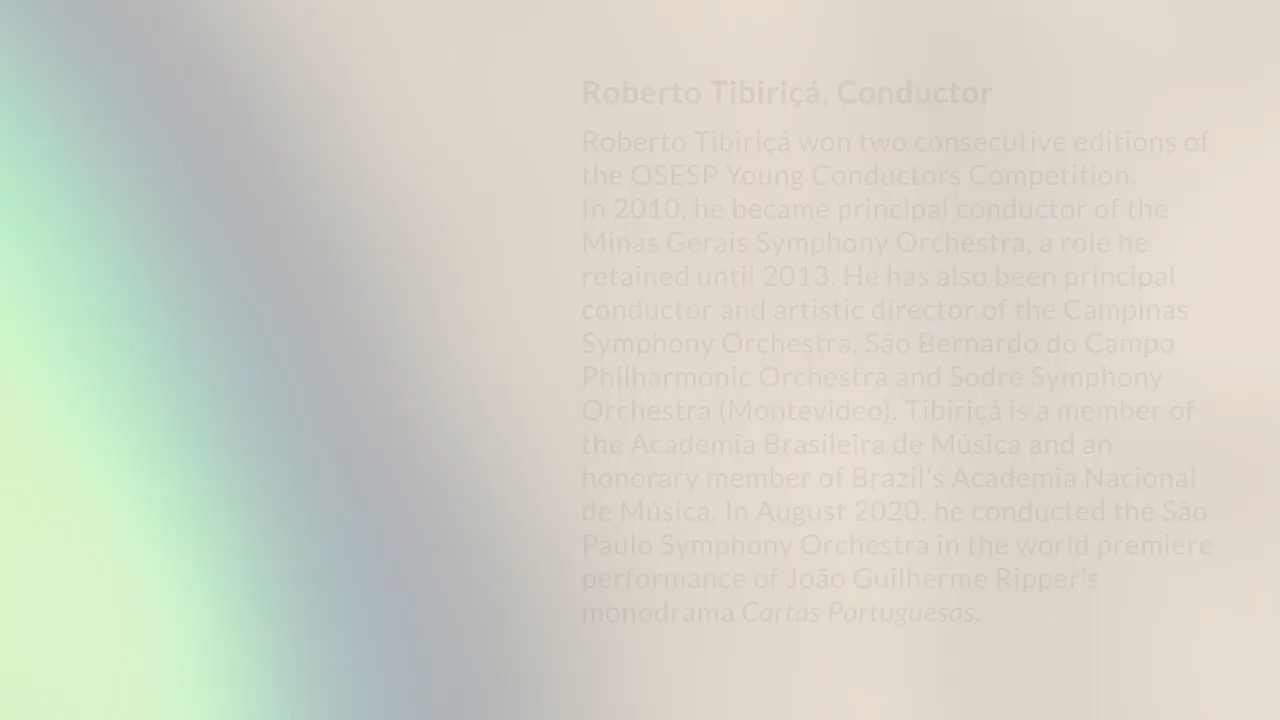 Roberto Tibiriçá, Conductor
Roberto Tibiriçá won two consecutive editions of
the OSESP Young Conductors Competition.
In 2010, he became principal conductor of the
Minas Gerais Symphony Orchestra, a role he
retained until 2013. He has also been principal
conductor and artistic director of the Campinas
Symphony Orchestra, São Bernardo do Campo
Philharmonic Orchestra and Sodre Symphony
Orchestra (Montevideo). Tibiriçá is a member of
the Academia Brasileira de Música and an
honorary member of Brazil's Academia Nacional
de Música. In August 2020, he conducted the São
Paulo Symphony Orchestra in the world premiere
performance of João Guilherme Ripper's
monodrama Cartas Portuguesas.